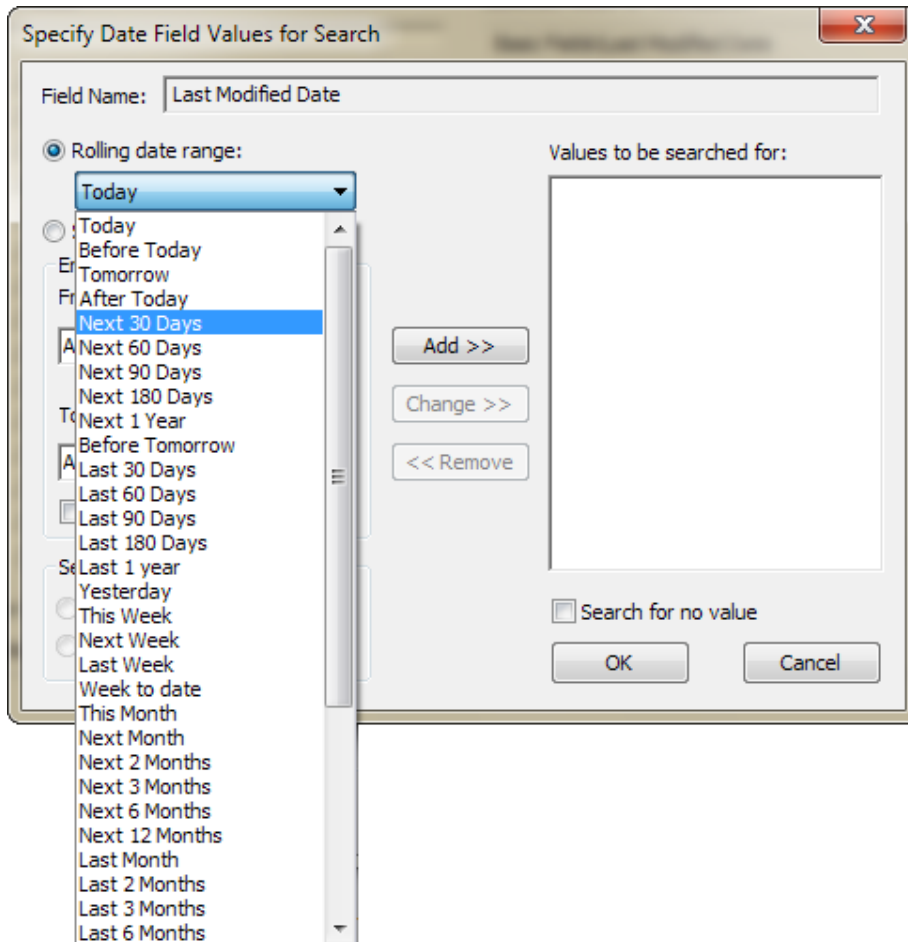 Specify Date Field Values for Search
Field Name: Last Modified Date
Rolling date range:
Values to be searched for:
Today
Today
Before Today
Tomorrow
After Today
Next 30 Days
Next 60 Days
Next 90 Days
Next 180 Days
Next 1 Year
Before Tomorrow
Last 30 Days
Last 60 Days
Last 90 Days
Last 180 Days
Last 1 year
Yesterday
This Week
Next Week
Last Week
Week to date
This Month
Next Month
Next 2 Months
Next 3 Months
Next 6 Months
Next 12 Months
Last Month
Last 2 Months
Last 3 Months
Last 6 Months
Add >>
Change >>
<< Remove
Search for no value
OK
Cancel